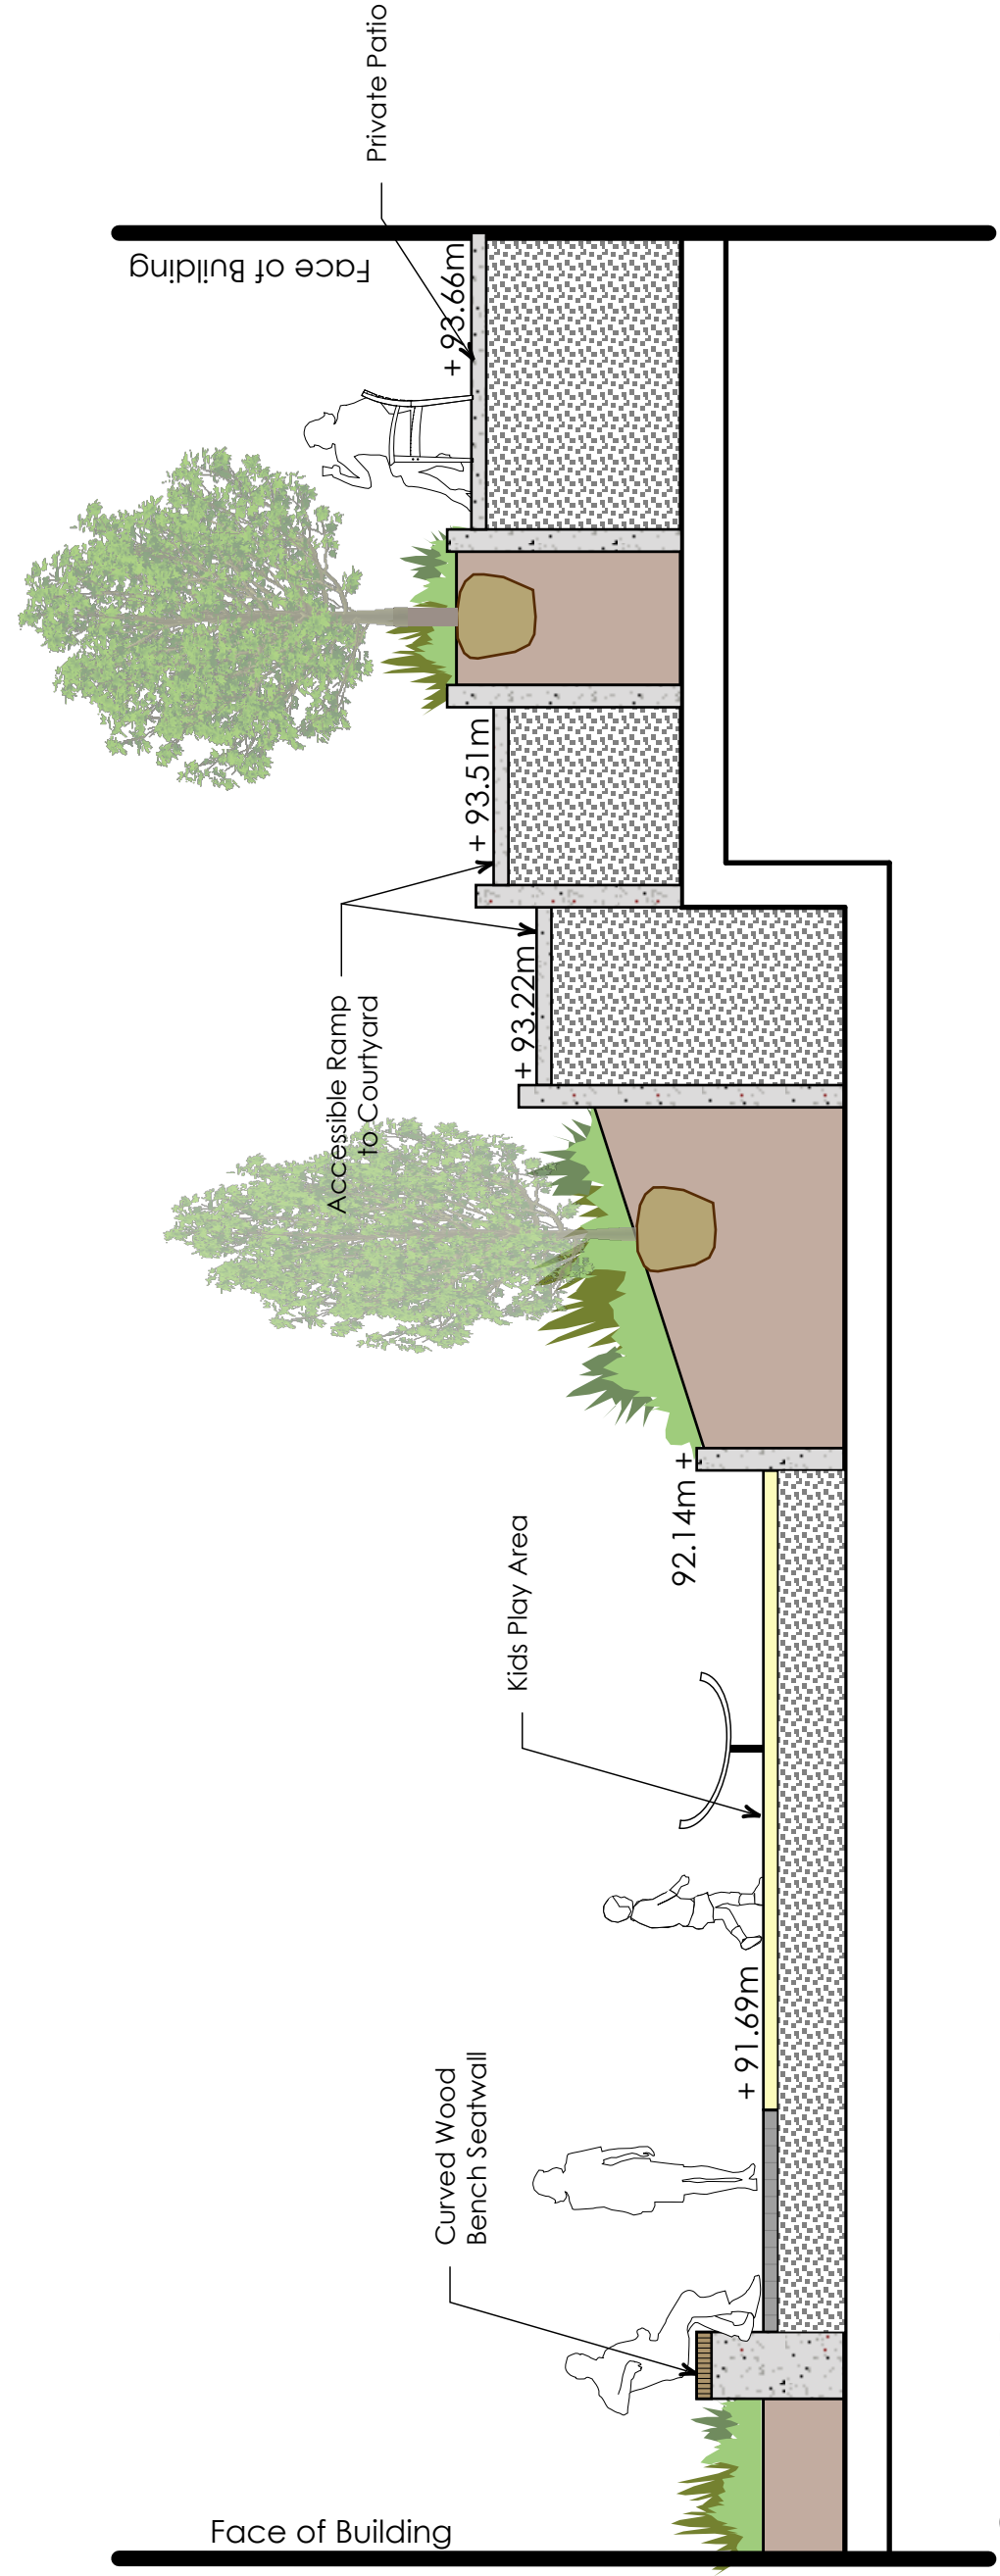 Face of Building
Curved Wood
Bench Seatwall
+ 91.69m
Kids Play Area
92.14m +
Accessible Ramp
to Courtyard
+ 93.22m
+ 93.51m
+ 93.66m
Face of Building
Private Patio